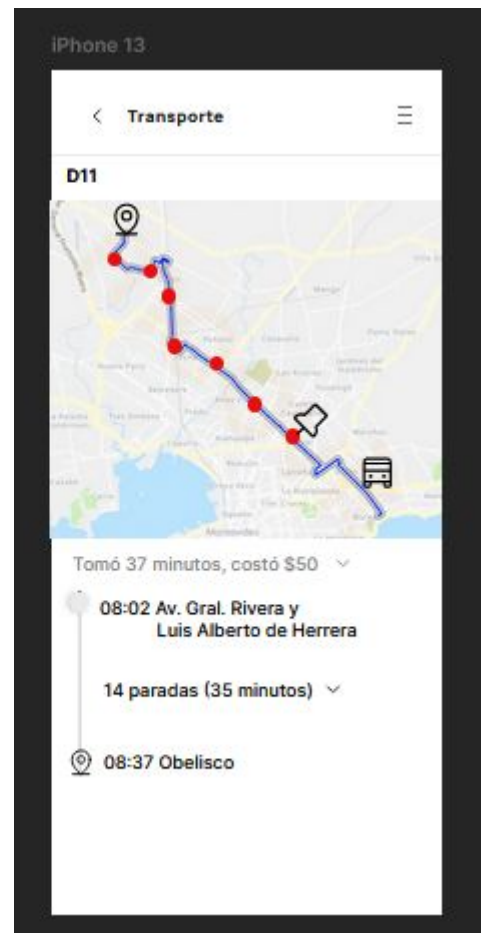 iPhone 13
Transporte
D11
Montevideo
Tomó 37 minutos, costó $50
08:02 Av. Gral. Rivera y
Luis Alberto de Herrera
14 paradas (35 minutos)
08:37 Obelisco